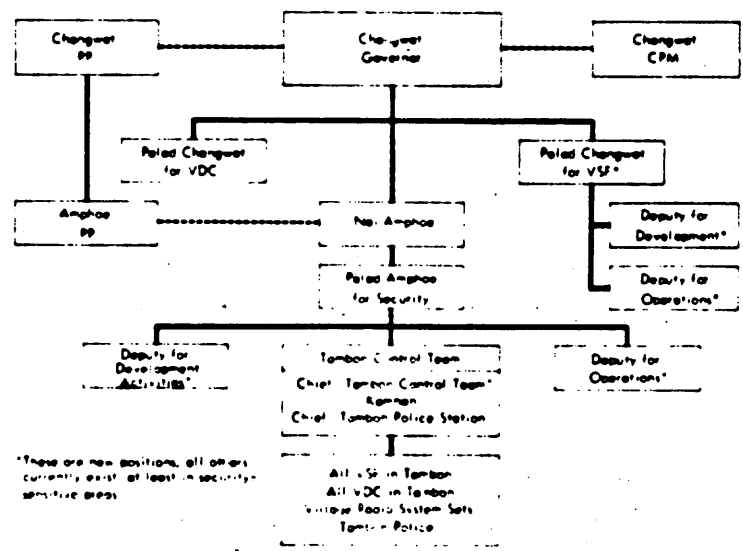 Changwat
PP
Changwat
Governor
Changwat
CPM
Palad Changwat
for VDC
Palad Changwat
for VSF*
Amphoe
PP
Nai Amphoe
Deputy for
Development*
Palad Amphoe
for Security
Deputy for
Operations*
Deputy for
Development
Activities*
Tambon Control Team
Chief Tambon Control Team*
Kamnan
Chief Tambon Police Station
Deputy for
Operations*
*These are new positions, all others
currently exist at least in security-
sensitive areas
All VSF in Tambon
All VDC in Tambon
Village Radio System Sets
Tambon Police